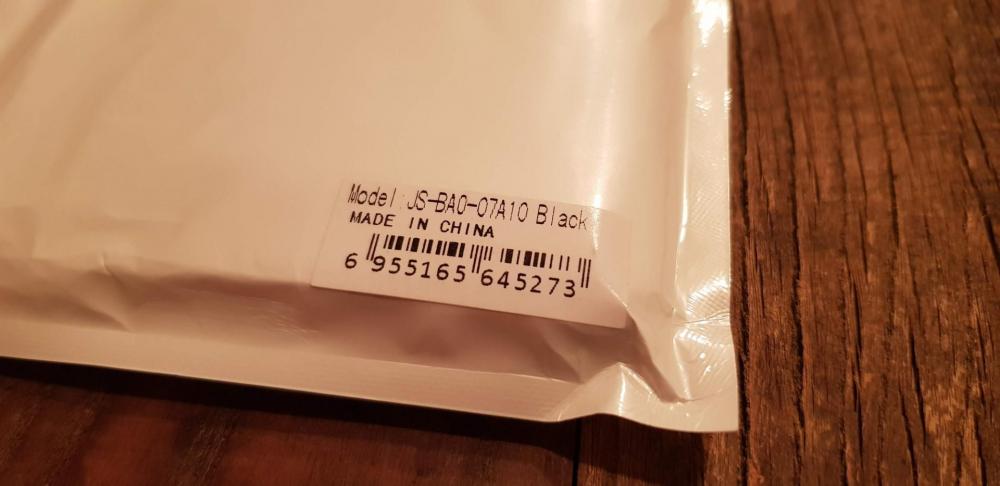 Model: JS-BA0-07A10 Black
MADE IN CHINA
6 955165 645273